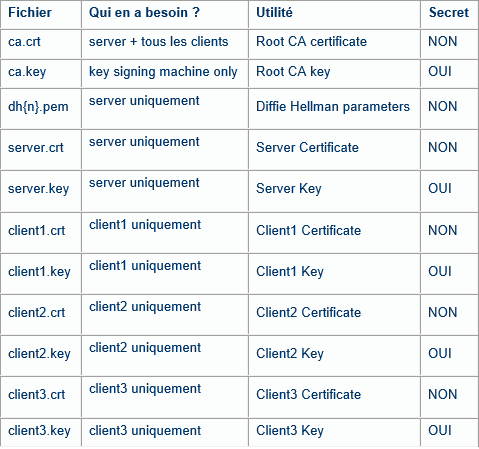 Fichier Qui en a besoin ? Utilité Secret
ca.crt server + tous les clients Root CA certificate NON
ca.key key signing machine only Root CA key OUI
dh{n}.pem server uniquement Diffie Hellman parameters NON
server.crt server uniquement Server Certificate NON
server.key server uniquement Server Key OUI
client1.crt client1 uniquement Client1 Certificate NON
client1.key client1 uniquement Client1 Key OUI
client2.crt client2 uniquement Client2 Certificate NON
client2.key client2 uniquement Client2 Key OUI
client3.crt client3 uniquement Client3 Certificate NON
client3.key client3 uniquement Client3 Key OUI